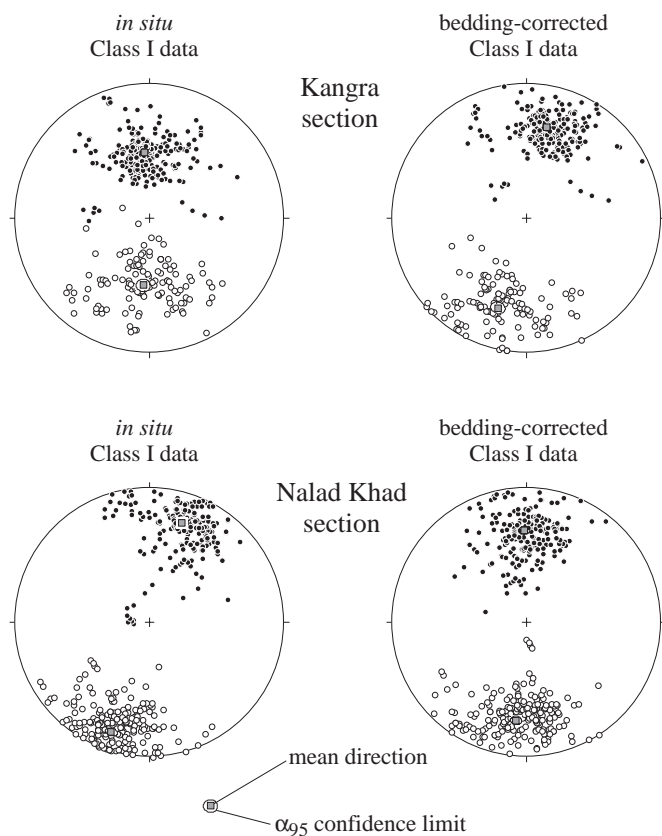 in situ
Class I data
bedding-corrected
Class I data
Kangra
section
in situ
Class I data
bedding-corrected
Class I data
Nalad Khad
section
mean direction
α95 confidence limit